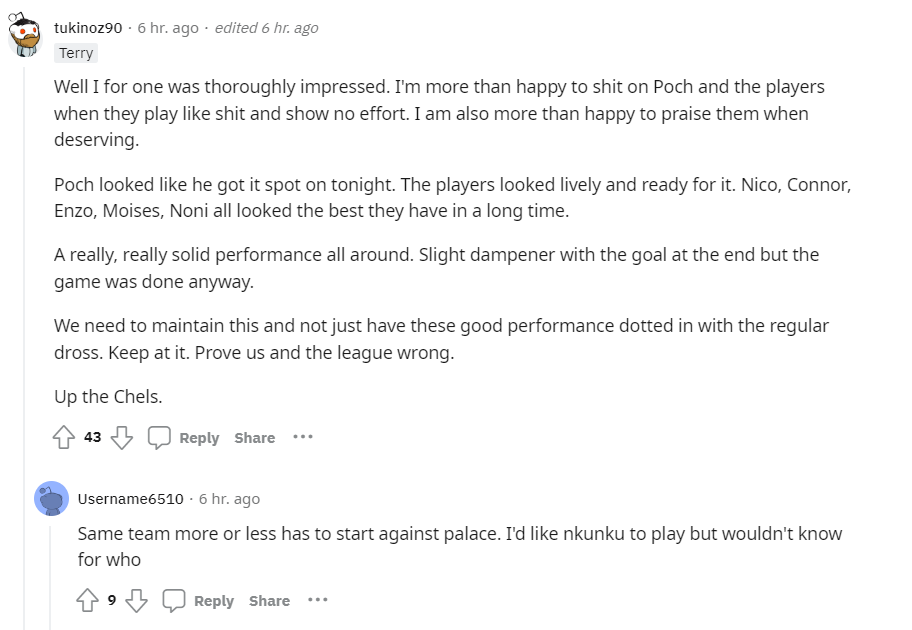 tukinoz90 · 6 hr. ago · edited 6 hr. ago
Terry
Well I for one was thoroughly impressed. I'm more than happy to shit on Poch and the players
when they play like shit and show no effort. I am also more than happy to praise them when
deserving.
Poch looked like he got it spot on tonight. The players looked lively and ready for it. Nico, Connor,
Enzo, Moises, Noni all looked the best they have in a long time.
A really, really solid performance all around. Slight dampener with the goal at the end but the
game was done anyway.
We need to maintain this and not just have these good performance dotted in with the regular
dross. Keep at it. Prove us and the league wrong.
Up the Chels.
43 Reply Share ···
Username6510 · 6 hr. ago
Same team more or less has to start against palace. I'd like nkunku to play but wouldn't know
for who
9 Reply Share ···